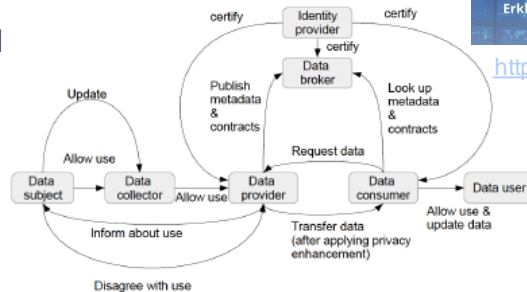 Erkl
http
certify
Identity
provider
certify
certify
Data
broker
Publish
metadata
&
contracts
Look up
metadata
&
contracts
Update
Request data
Allow use
Data
subject
Data
collector
Allow use
Data
provider
Data
consumer
Data user
Inform about use
Transfer data
(after applying privacy
enhancement)
Allow use &
update data
Disagree with use